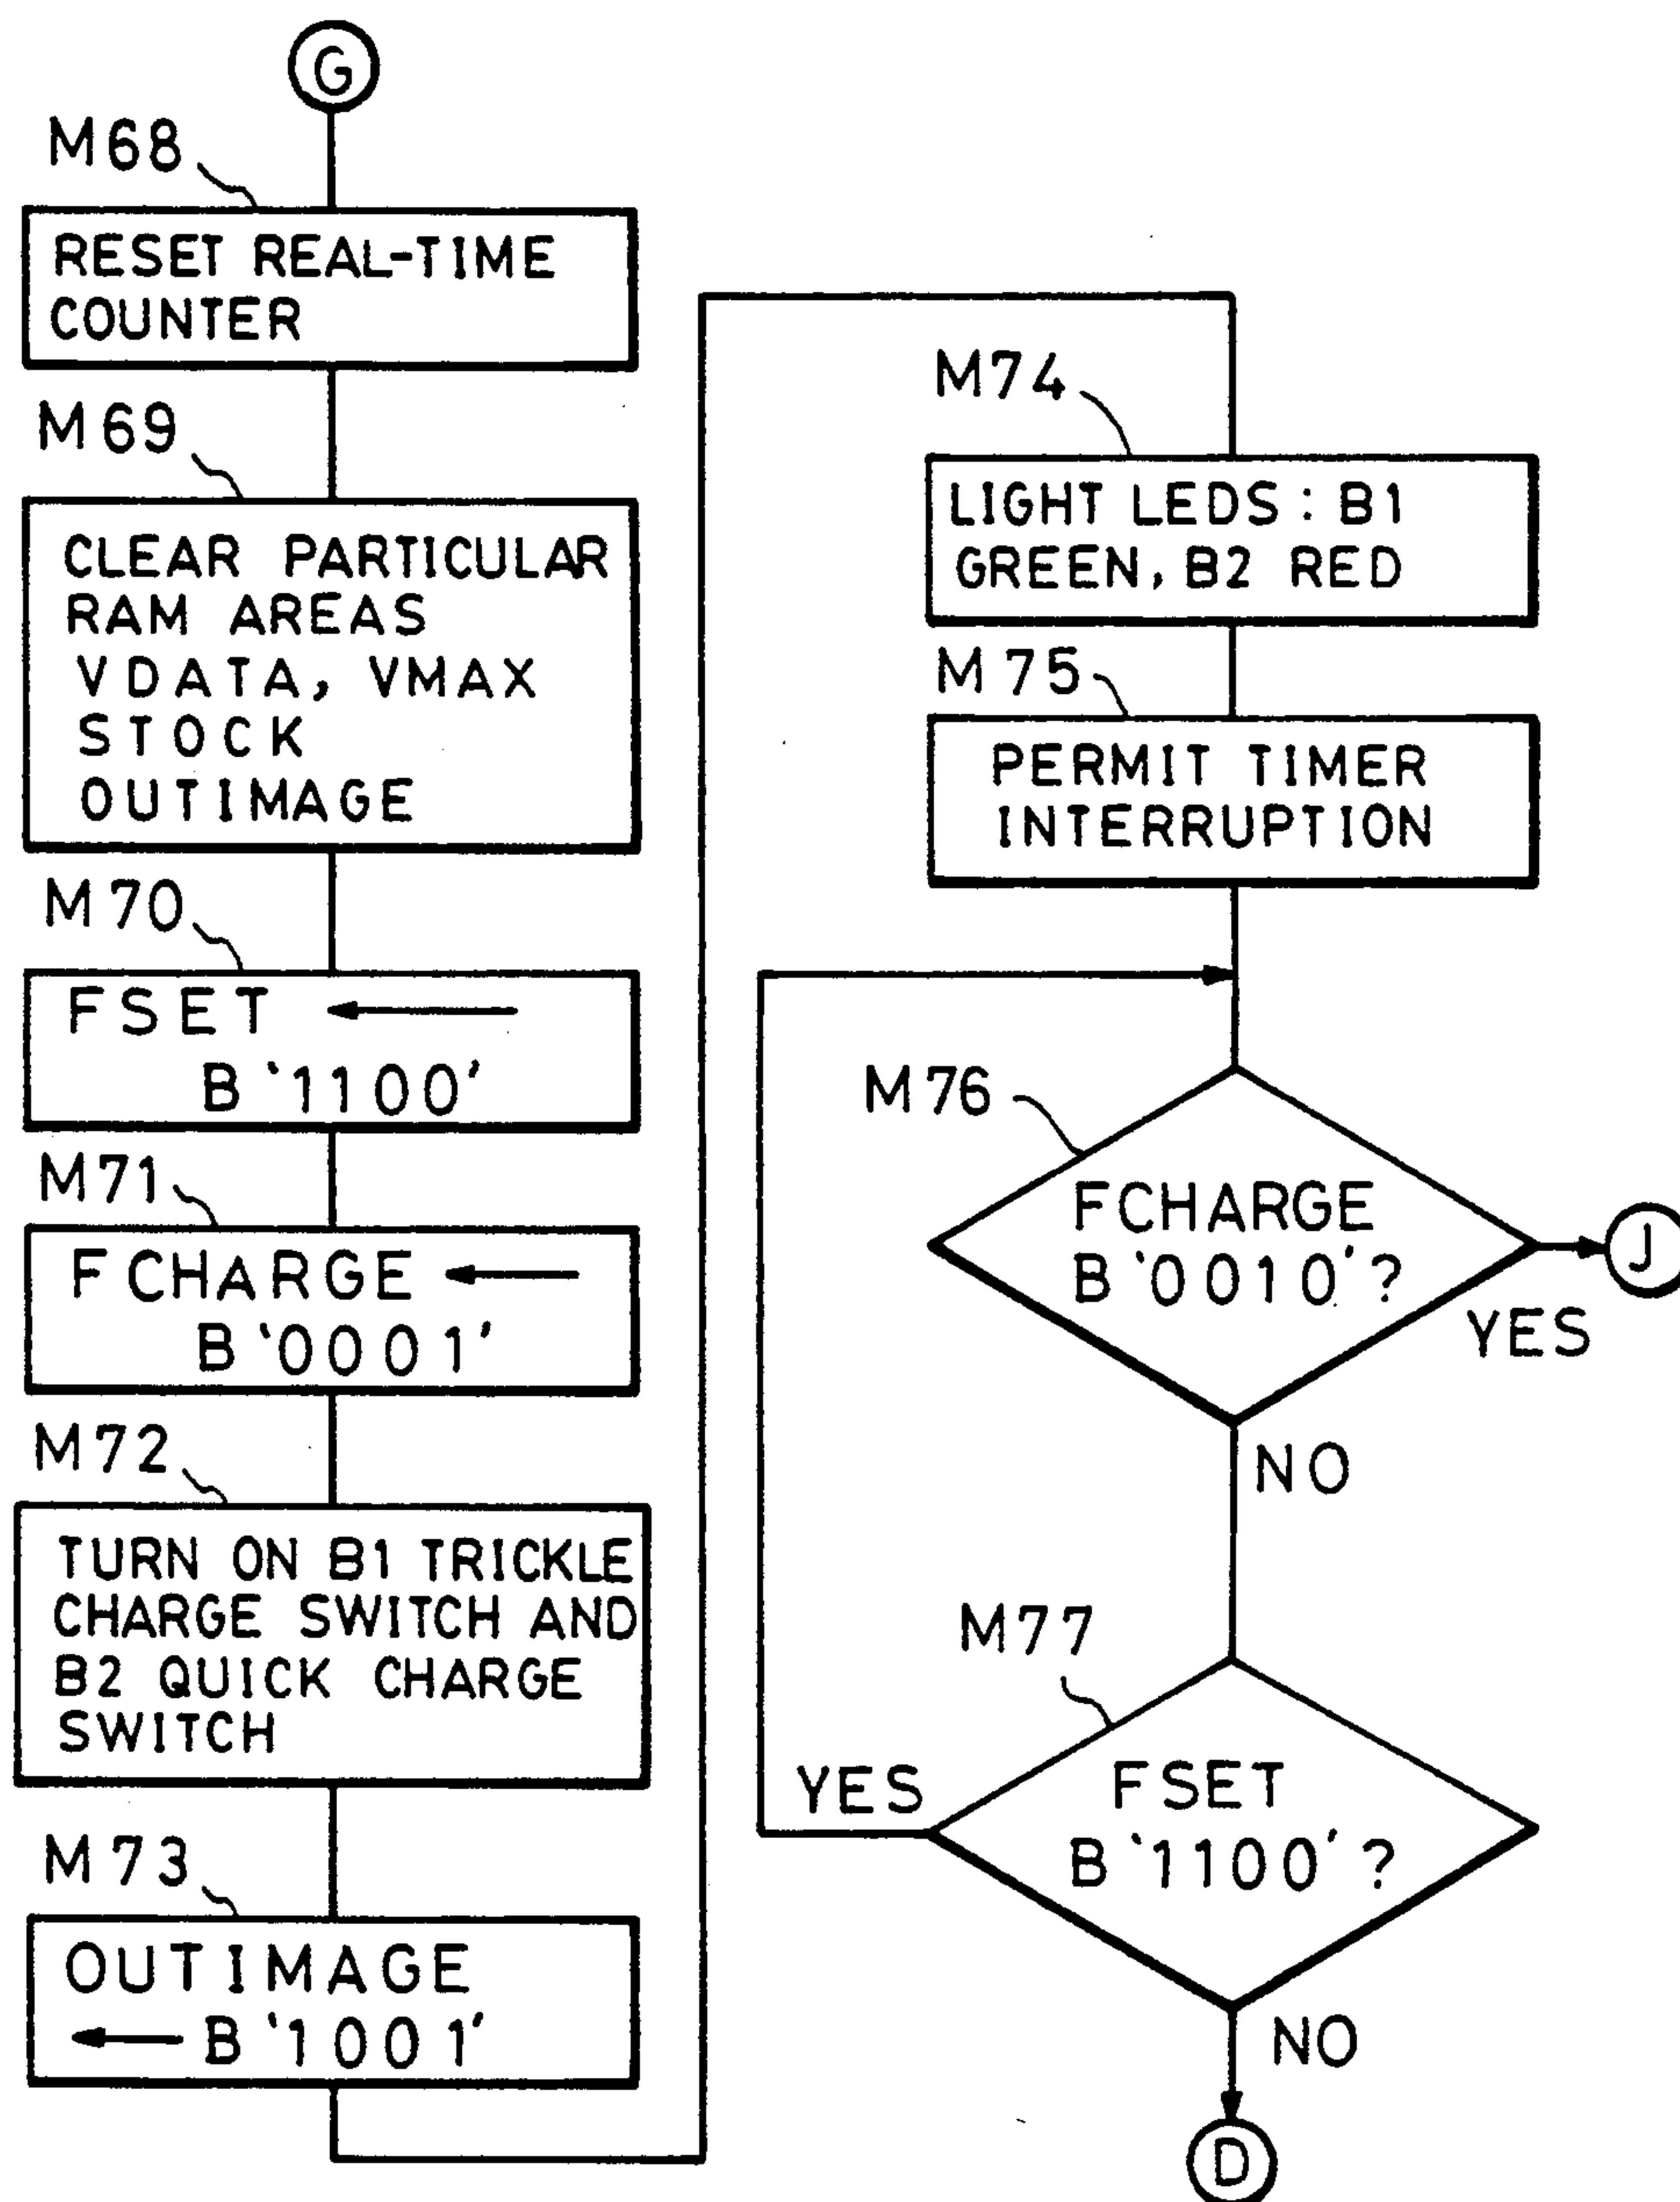 G
M68
RESET REAL-TIME
COUNTER
M69
CLEAR PARTICULAR
RAM AREAS
VDATA, VMAX
STOCK
OUTIMAGE
M70
FSET ←
B '1100'
M71
FCHARGE ←
B '0001'
M72
TURN ON B1 TRICKLE
CHARGE SWITCH AND
B2 QUICK CHARGE
SWITCH
M73
OUTIMAGE
← B '1001'
M74
LIGHT LEDS : B1
GREEN, B2 RED
M75
PERMIT TIMER
INTERRUPTION
M76
FCHARGE
B '0010' ?
J
YES
NO
M77
FSET
B '1100' ?
YES
NO
D